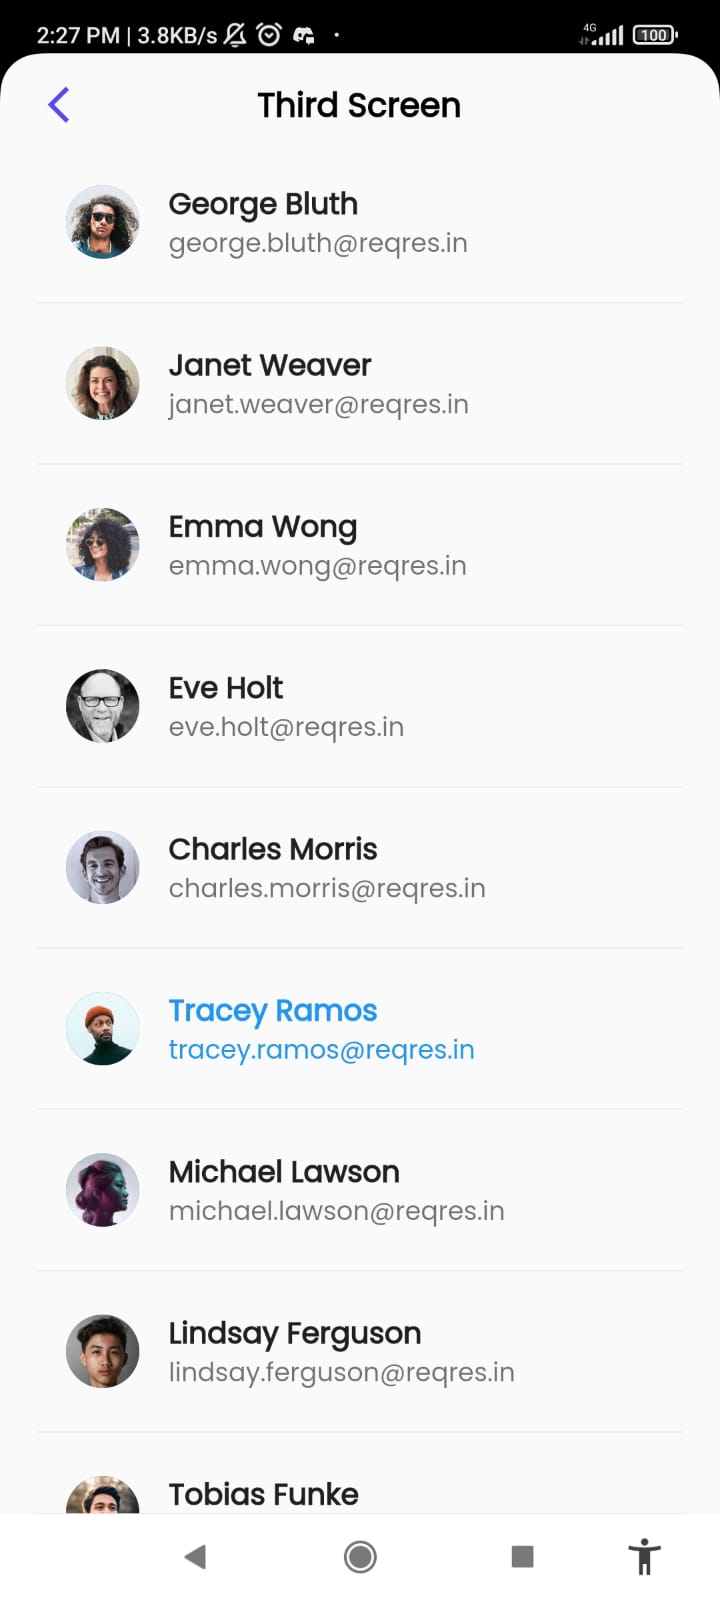 2:27 PM | 3.8KB/s
4G
100
Third Screen
George Bluth
george.bluth@reqres.in
Janet Weaver
janet.weaver@reqres.in
Emma Wong
emma.wong@reqres.in
Eve Holt
eve.holt@reqres.in
Charles Morris
charles.morris@reqres.in
Tracey Ramos
tracey.ramos@reqres.in
Michael Lawson
michael.lawson@reqres.in
Lindsay Ferguson
lindsay.ferguson@reqres.in
Tobias Funke